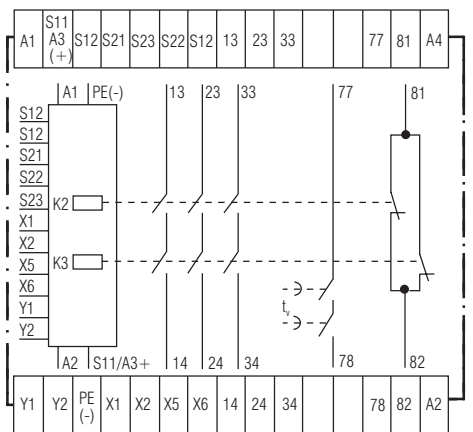 A1 S11 A3 (+) S12 S21 S23 S22 S12 13 23 33 77 81 A4
A1 PE(-) 13 23 33 77 81
S12
S12
S21
S22
S23
K2
X1
X2
X5
K3
X6
Y1
tv
Y2
A2 S11/A3+ 14 24 34 78 82
Y1 Y2 PE (-) X1 X2 X5 X6 14 24 34 78 82 A2